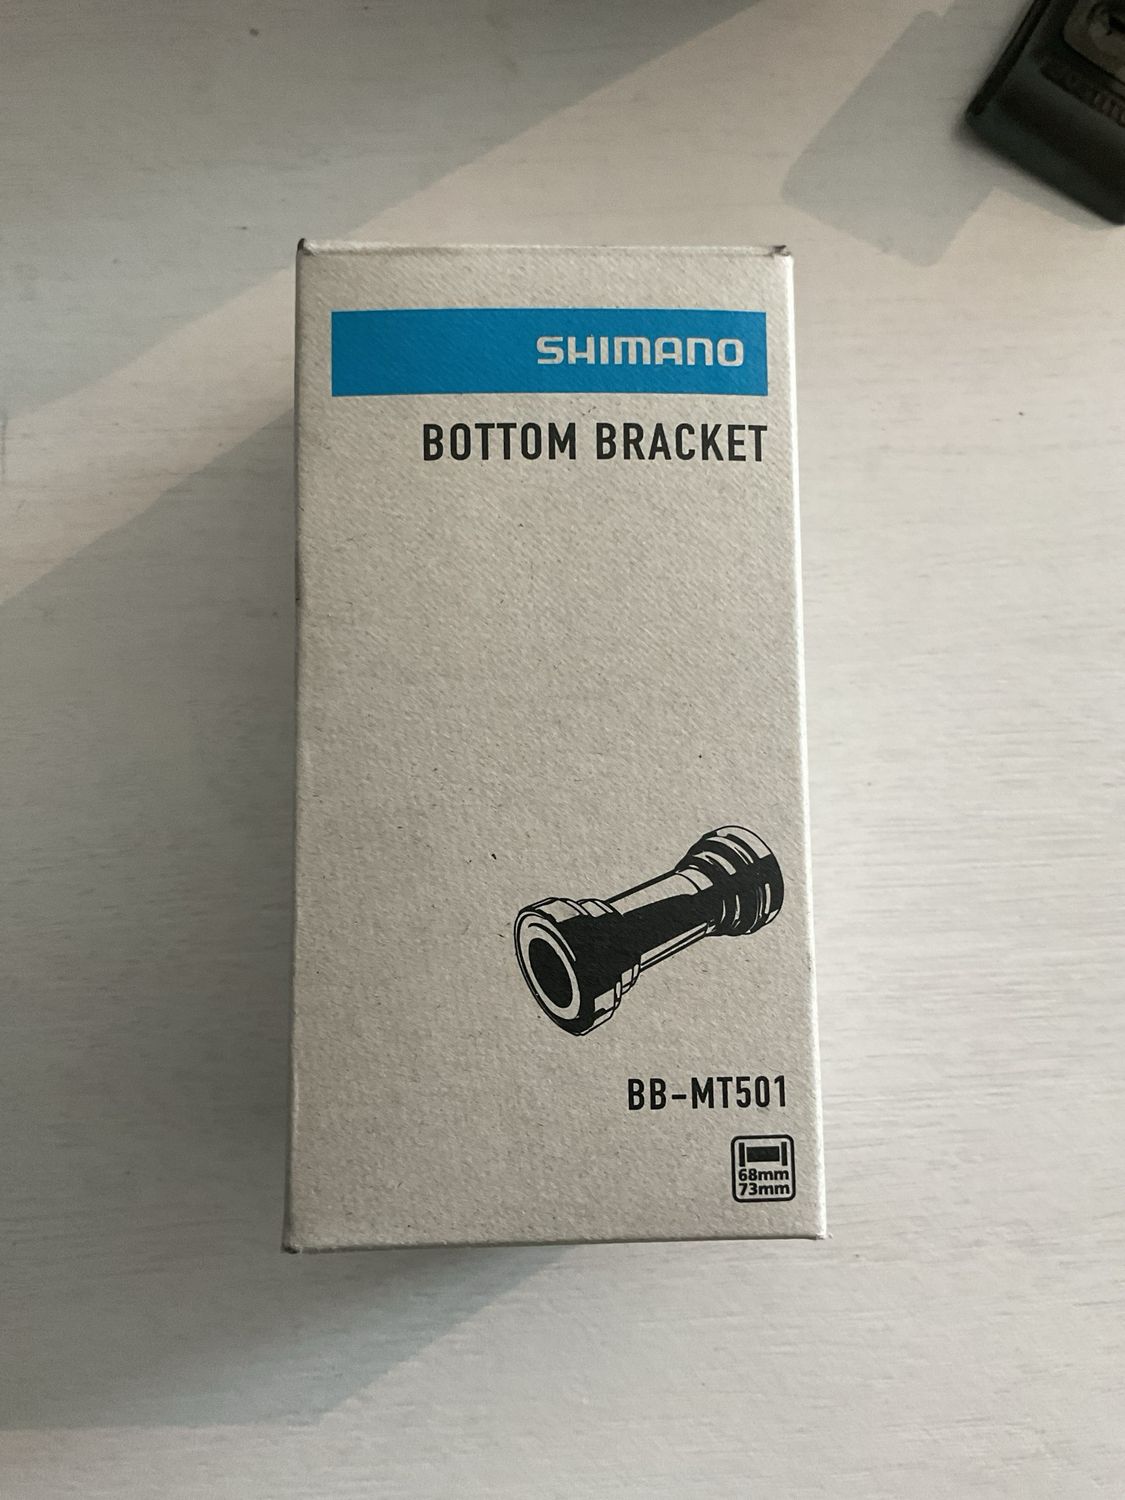 SHIMANO
BOTTOM BRACKET
BB-MT501
68mm
73mm